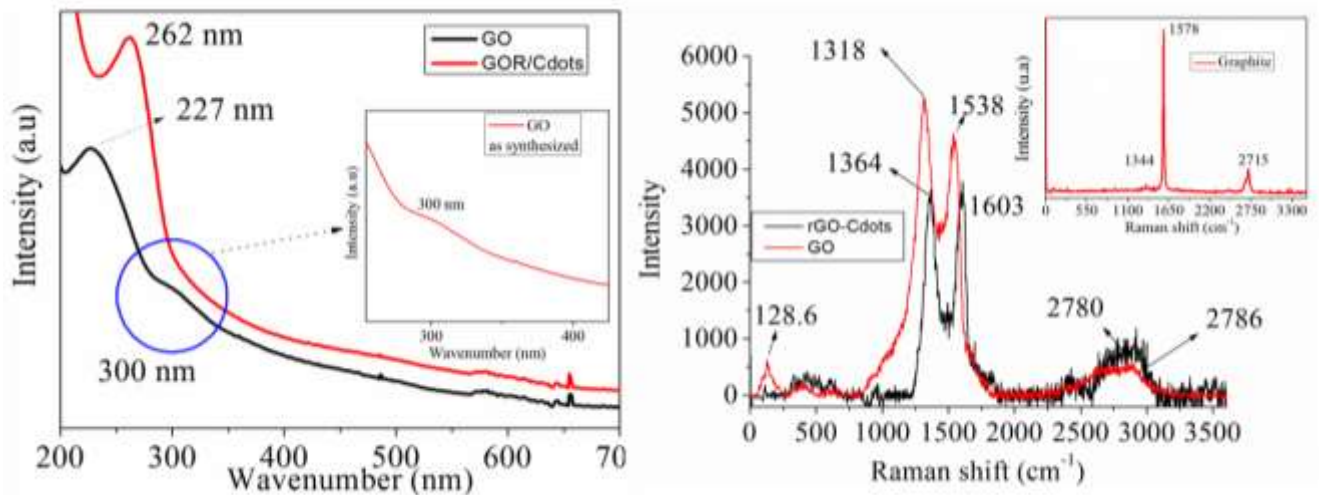 262 nm
GO
GOR/Cdots
227 nm
GO
as synthesized
300 nm
Intensity (a.u)
300
400
Wavenumber (nm)
300 nm
Intensity (a.u)
200
300
400
500
600
70
Wavenumber (nm)
6000
5000
4000
3000
2000
1000
0
Intensity
1318
1538
1364
1603
rGO-Cdots
GO
128.6
2780
2786
0
500
1000
1500
2000
2500
3000
3500
Raman shift (cm-1)
1578
Graphite
1344
2715
Intensity (u.a)
0
550
1100
1650
2200
2750
3300
Raman shift (cm-1)